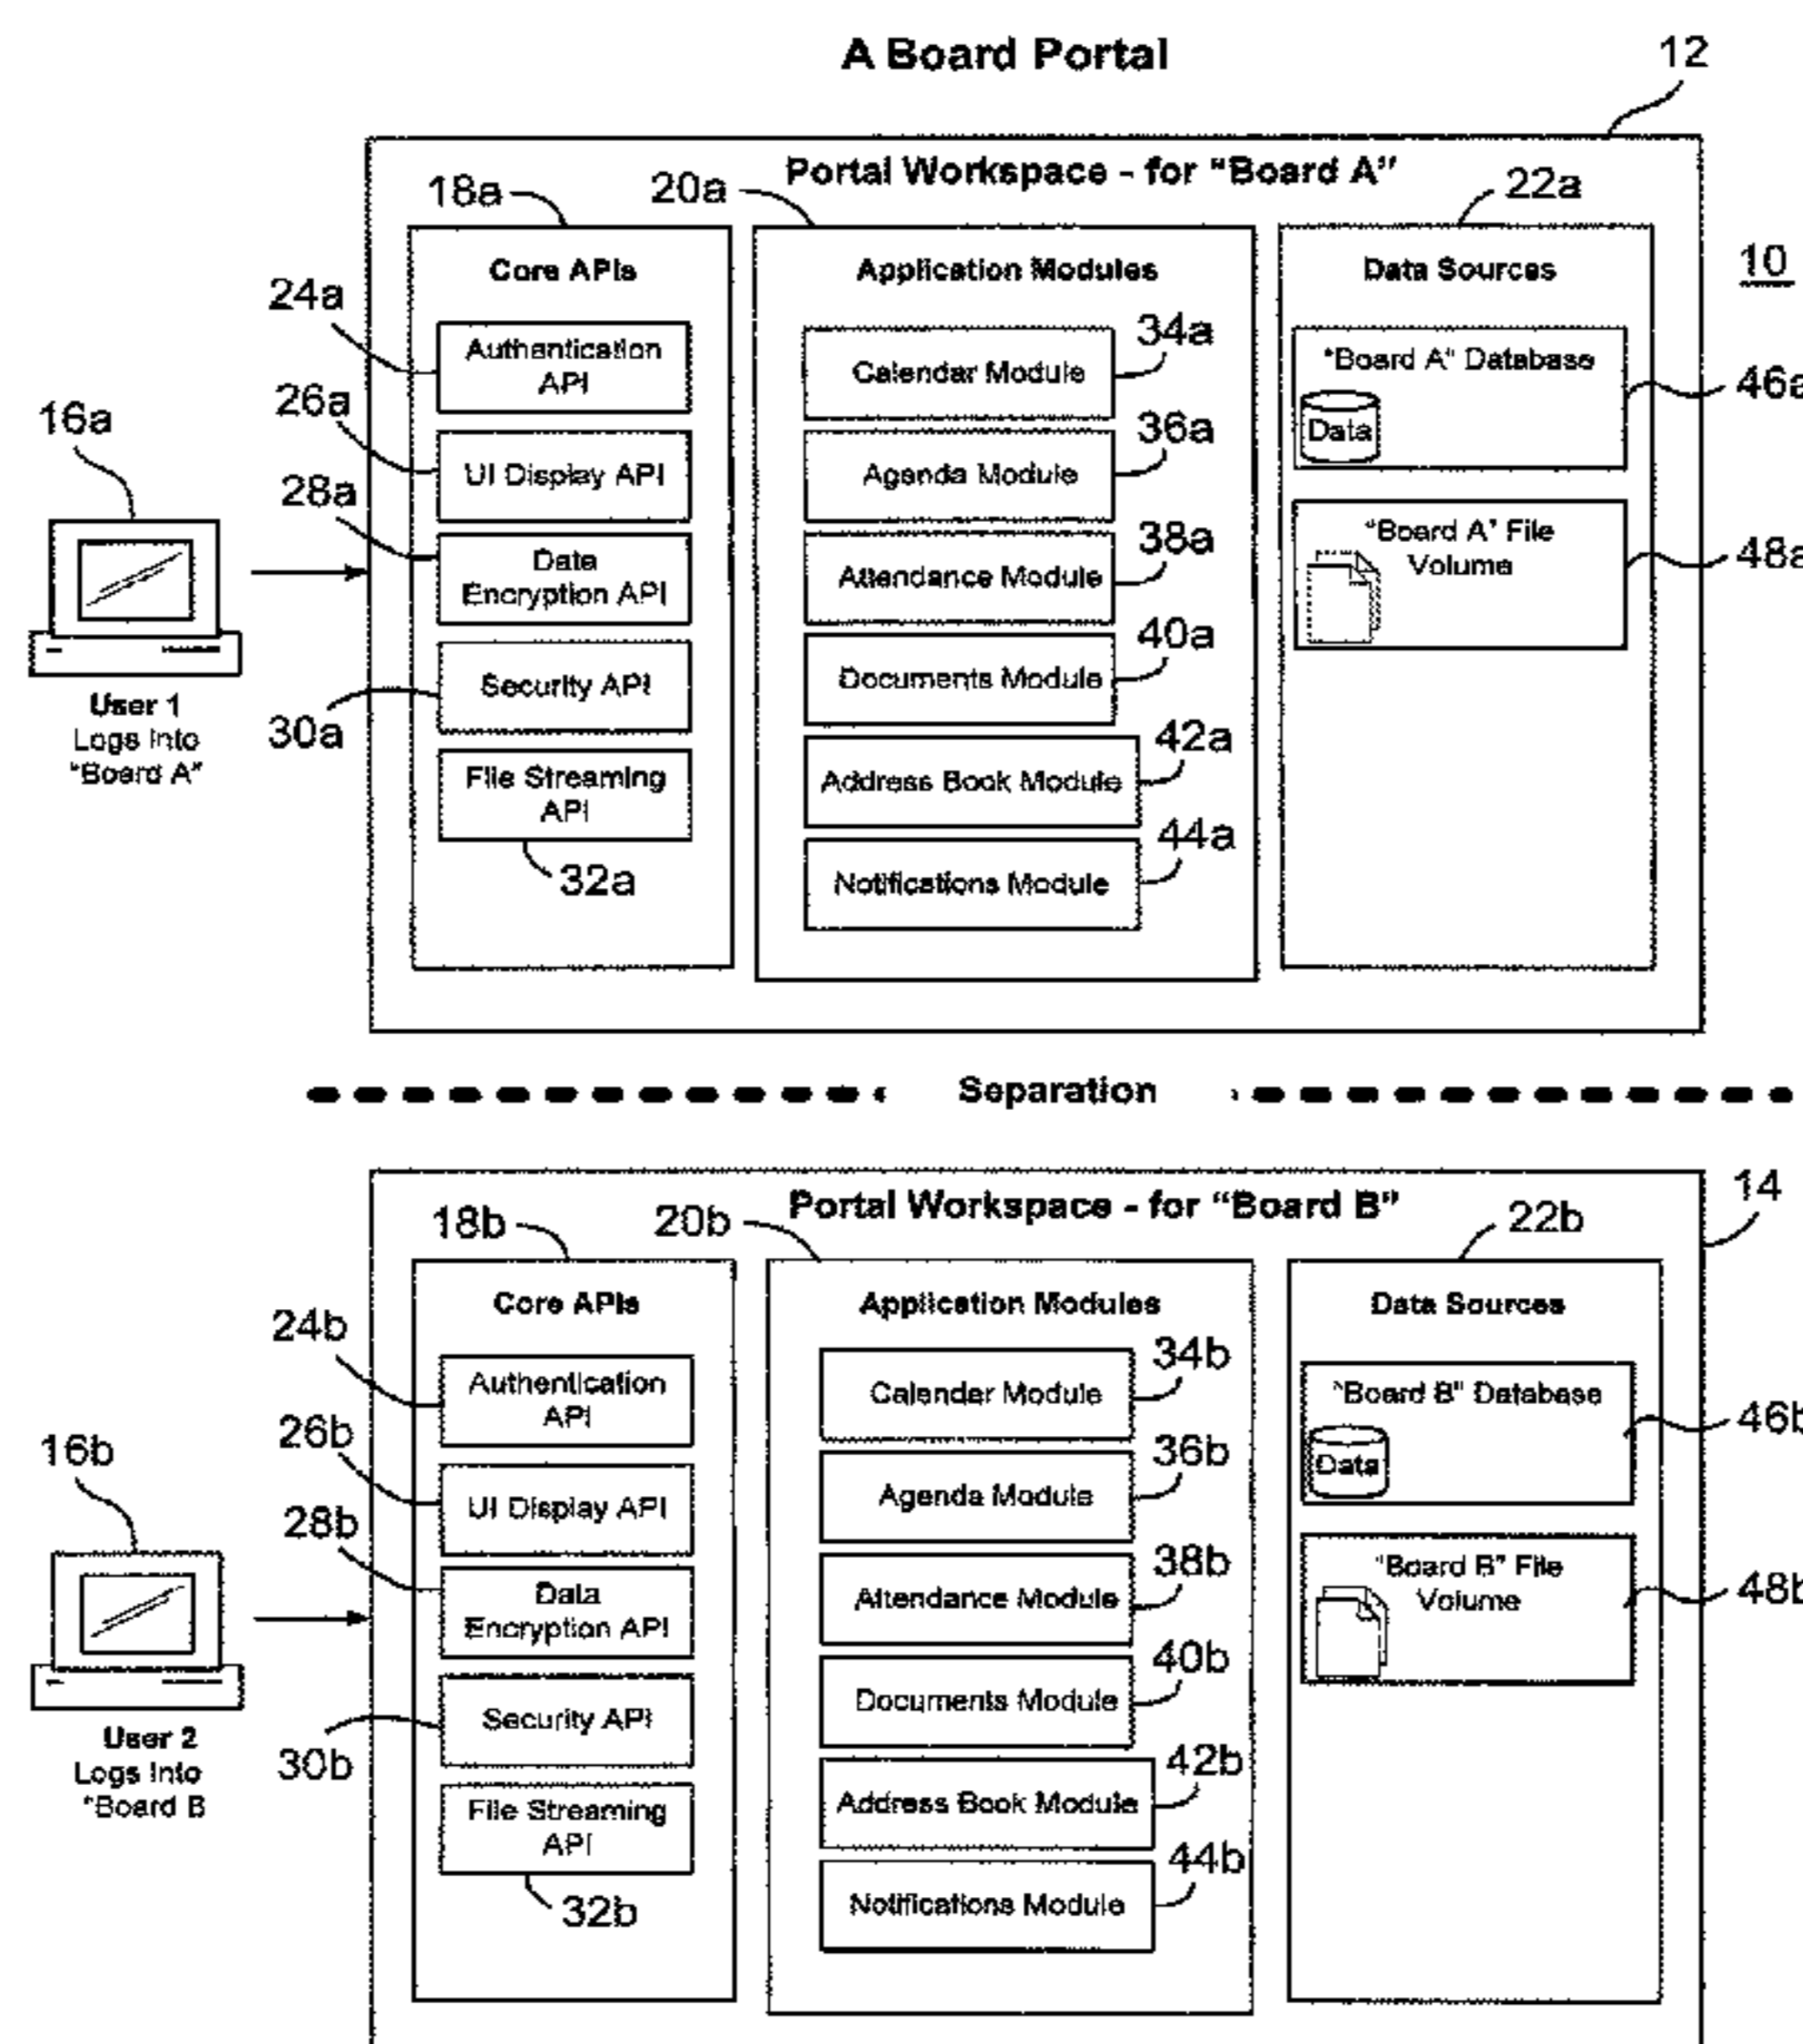 A Board Portal
12
Portal Workspace - for "Board A"
18a
20a
22a
10
Core APIs
Application Modules
Data Sources
24a
Authentication
API
26a
UI Display API
28a
Data
Encryption API
Security API
30a
File Streaming
API
32a
Calendar Module
34a
Agenda Module
36a
Attendance Module
38a
Documents Module
40a
Address Book Module
42a
Notifications Module
44a
"Board A" Database
Data
46a
"Board A" File
Volume
48a
16a
User 1
Logs Into
"Board A"
Separation
14
Portal Workspace - for "Board B"
18b
20b
22b
Core APIs
Application Modules
Data Sources
24b
Authentication
API
26b
UI Display API
28b
Data
Encryption API
Security API
30b
File Streaming
API
32b
Calendar Module
34b
Agenda Module
36b
Attendance Module
38b
Documents Module
40b
Address Book Module
42b
Notifications Module
44b
"Board B" Database
Data
46b
"Board B" File
Volume
48b
16b
User 2
Logs Into
"Board B